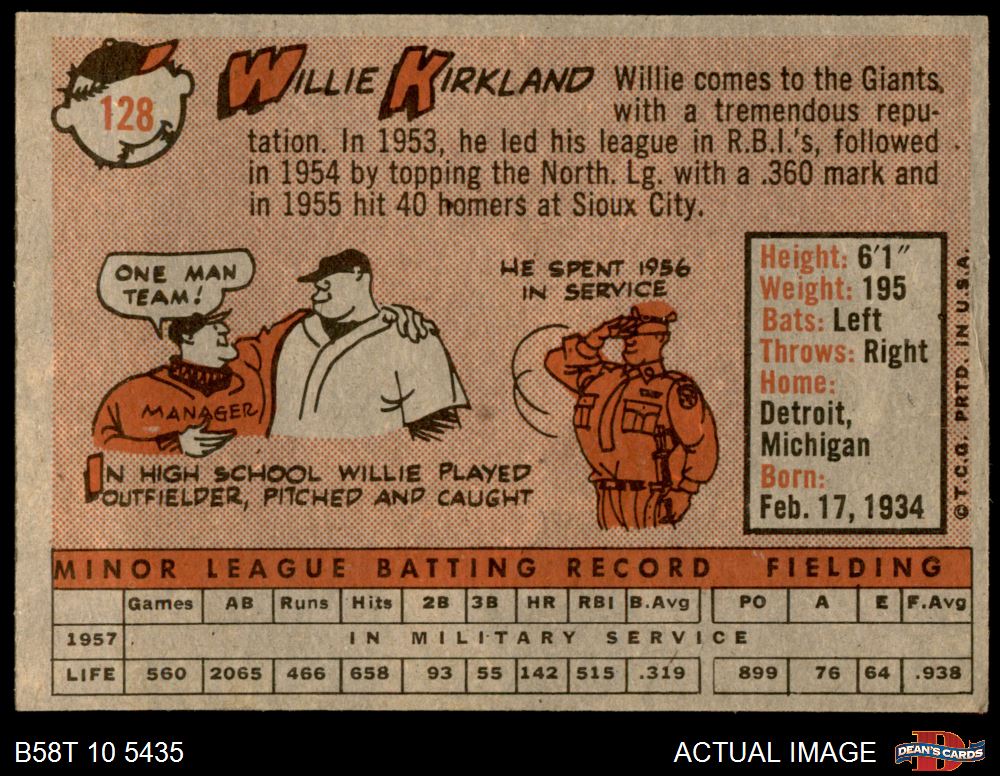 128
WILLIE KIRKLAND
Willie comes to the Giants
with a tremendous repu-
tation. In 1953, he led his league in R.B.I.'s, followed
in 1954 by topping the North. Lg. with a .360 mark and
in 1955 hit 40 homers at Sioux City.
ONE MAN
TEAM!
MANAGER
IN HIGH SCHOOL WILLIE PLAYED
OUTFIELDER, PITCHED AND CAUGHT
HE SPENT 1956
IN SERVICE
Height: 6'1"
Weight: 195
Bats: Left
Throws: Right
Home:
Detroit,
Michigan
Born:
Feb. 17, 1934
© T.C.G. PRTD. IN U.S.A.
MINOR LEAGUE BATTING RECORD FIELDING
Games AB Runs Hits 2B 3B HR RBI B.Avg PO A E F.Avg
1957 IN MILITARY SERVICE
LIFE 560 2065 466 658 93 55 142 515 .319 899 76 64 .938
B58T 10 5435
ACTUAL IMAGE
DEAN'S CARDS